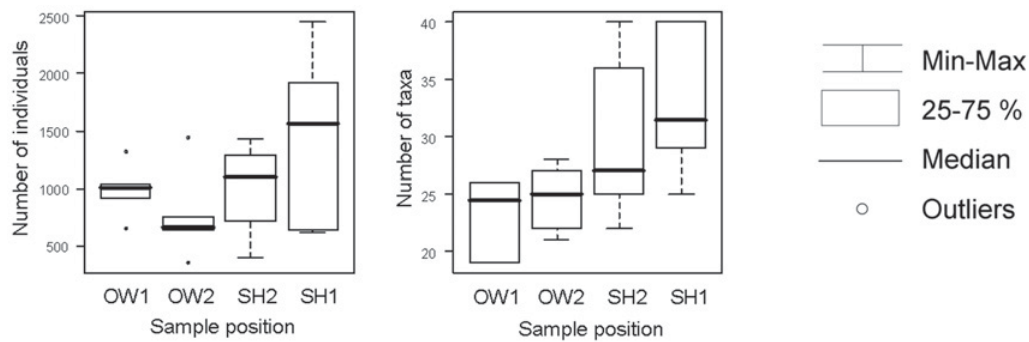 Number of individuals
2500
2000
1500
1000
500
OW1 OW2 SH2 SH1
Sample position
Number of taxa
40
35
30
25
20
OW1 OW2 SH2 SH1
Sample position
Min-Max
25-75 %
Median
Outliers